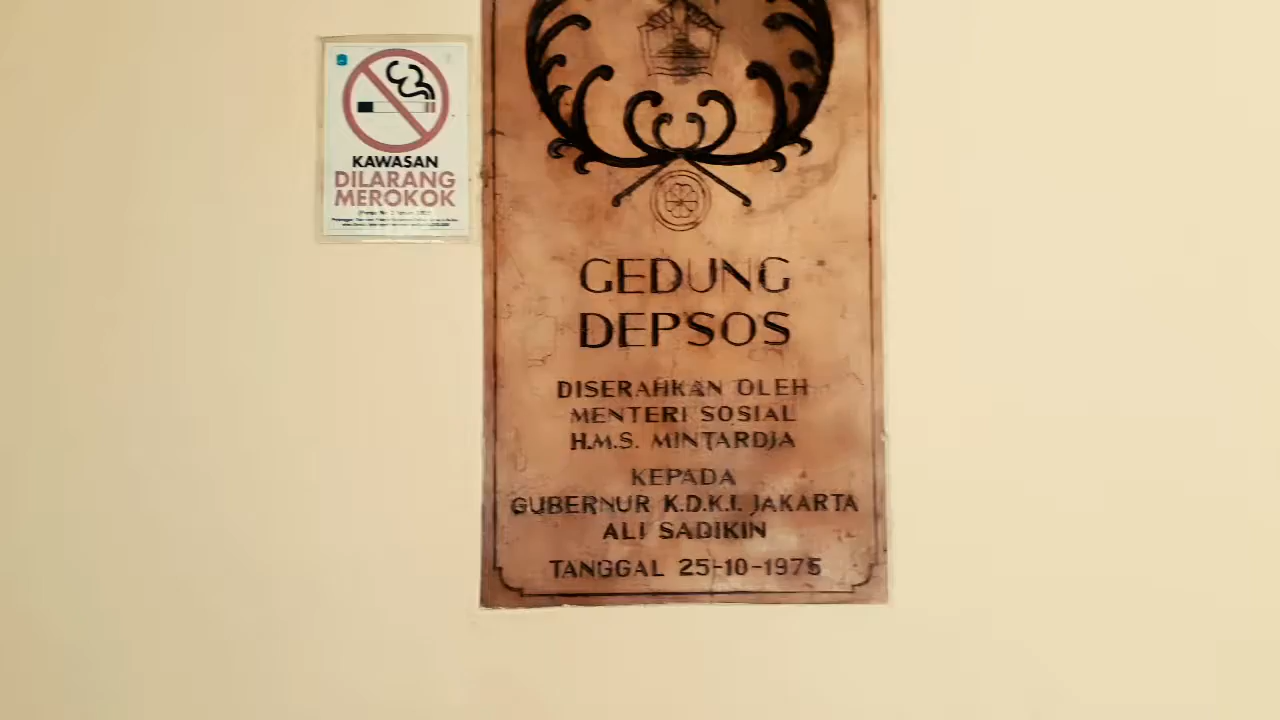 KAWASAN
DILARANG
MEROKOK
GEDUNG
DEPSOS
DISERAHKAN OLEH
MENTERI SOSIAL
H.M.S. MINTARDJA
KEPADA
GUBERNUR K.D.K.I. JAKARTA
ALI SADIKIN
TANGGAL 25-10-1975